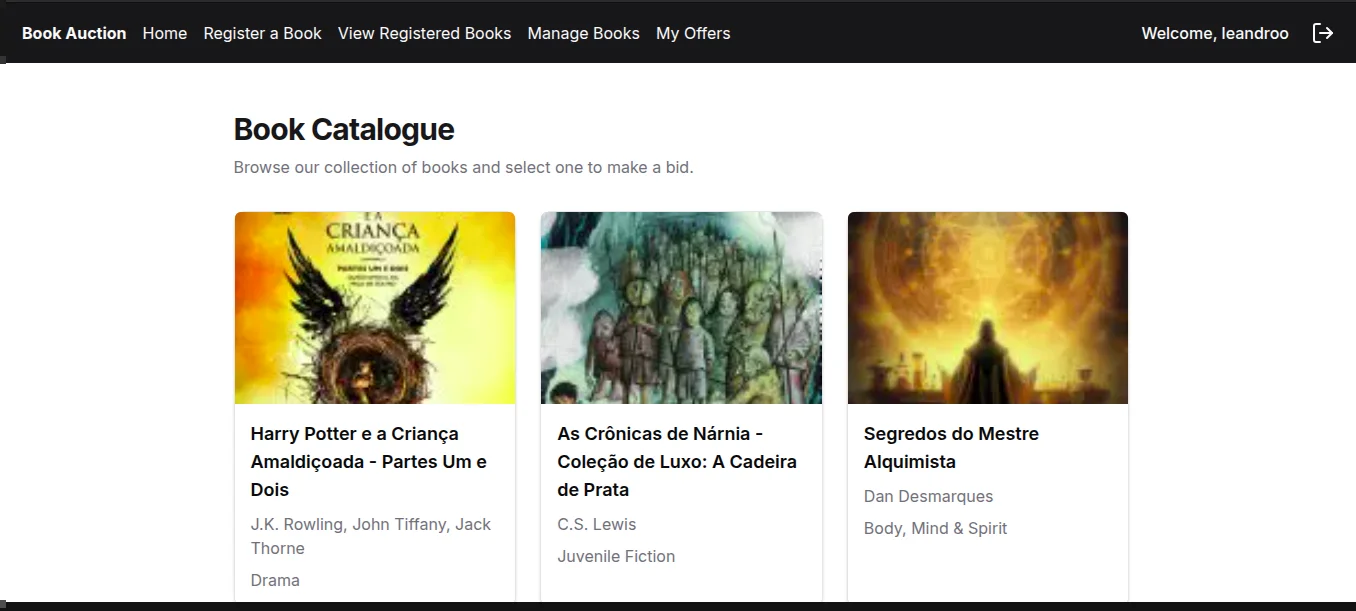 Book Auction Home Register a Book View Registered Books Manage Books My Offers Welcome, leandroo
Book Catalogue
Browse our collection of books and select one to make a bid.
E A
CRIANÇA
AMALDIÇOADA
PARTES UM E DOIS
Harry Potter e a Criança
Amaldiçoada - Partes Um e
Dois
J.K. Rowling, John Tiffany, Jack
Thorne
Drama
As Crônicas de Nárnia -
Coleção de Luxo: A Cadeira
de Prata
C.S. Lewis
Juvenile Fiction
Segredos do Mestre
Alquimista
Dan Desmarques
Body, Mind & Spirit